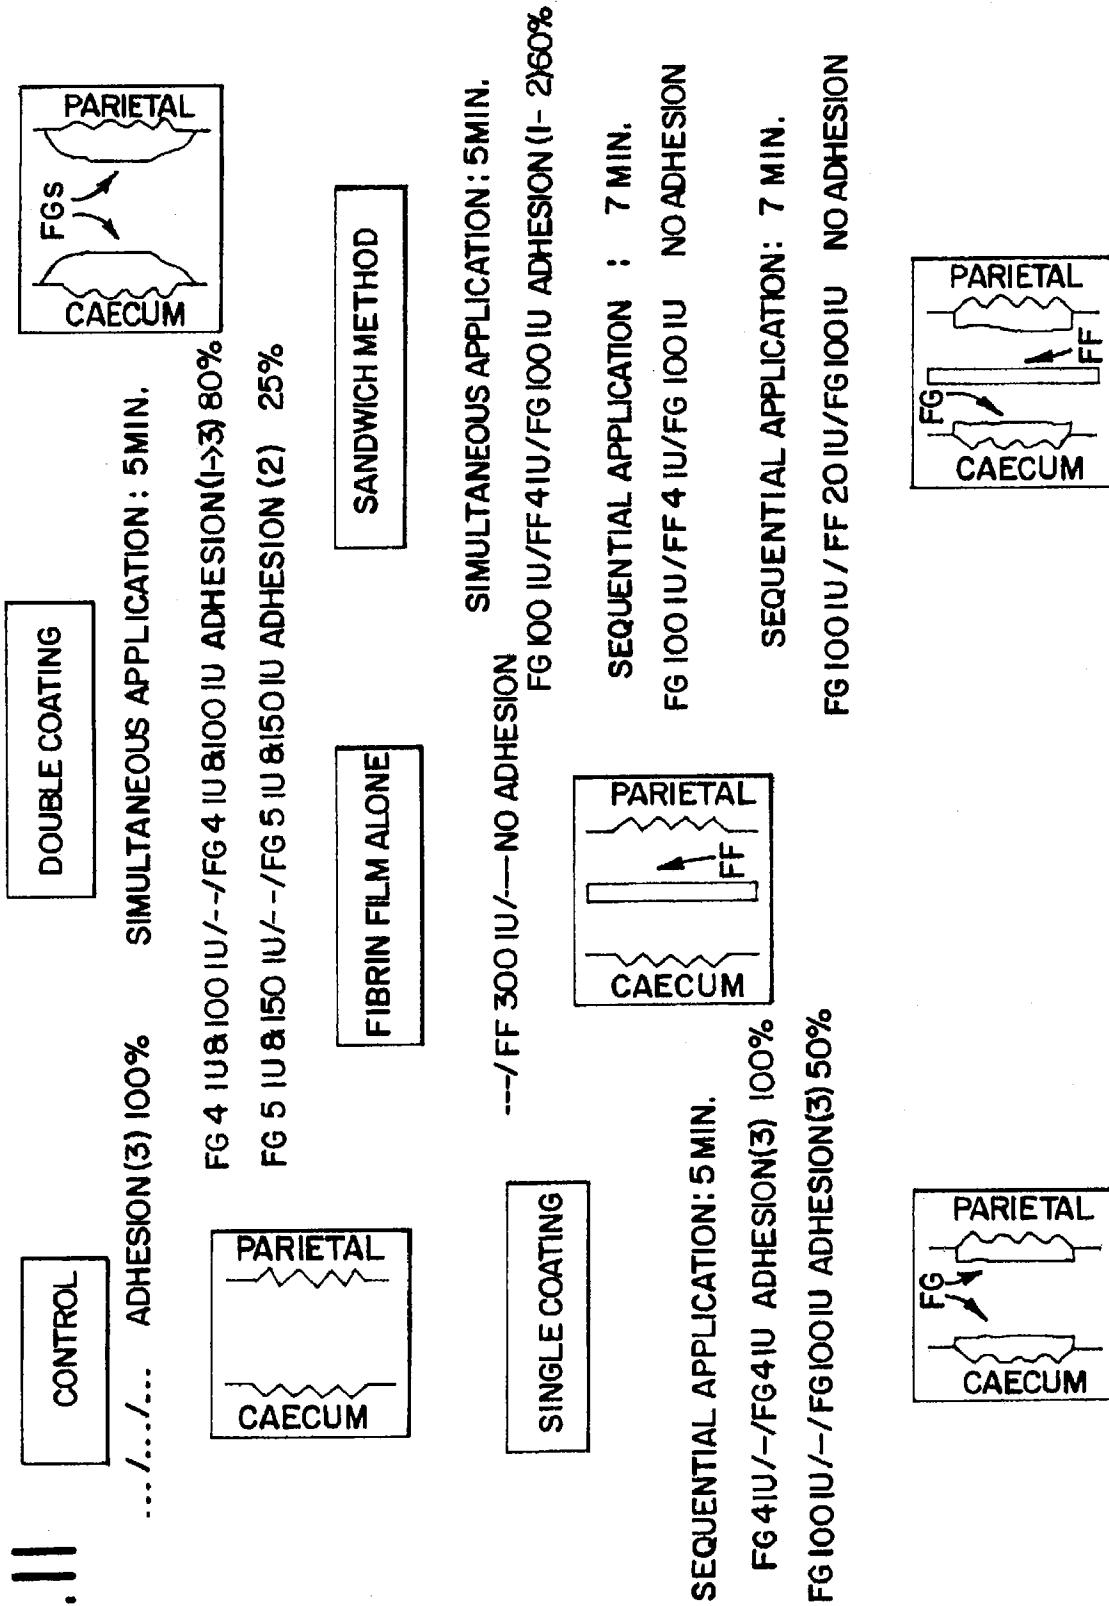 . 11
CONTROL
---/---/--- ADHESION (3) 100%
PARIETAL
CAECUM
DOUBLE COATING
SIMULTANEOUS APPLICATION: 5MIN.
FG 4 IU & 100 IU/--/FG 4 IU & 100 IU ADHESION (1->3) 80%
FG 5 IU & 150 IU/--/FG 5 IU & 150 IU ADHESION (2) 25%
PARIETAL
FGs
CAECUM
SINGLE COATING
SEQUENTIAL APPLICATION: 5 MIN.
FG 4 IU/-/FG 4 IU ADHESION (3) 100%
FG 100 IU/--/FG 100 IU ADHESION (3) 50%
PARIETAL
FG
CAECUM
FIBRIN FILM ALONE
---/FF 300 IU/--- NO ADHESION
PARIETAL
FF
CAECUM
SANDWICH METHOD
SIMULTANEOUS APPLICATION: 5MIN.
FG 100 IU/FF 4 IU/FG 100 IU ADHESION (1-2) 60%
SEQUENTIAL APPLICATION : 7 MIN.
FG 100 IU/FF 4 IU/FG 100 IU NO ADHESION
SEQUENTIAL APPLICATION: 7 MIN.
FG 100 IU/FF 20 IU/FG 100 IU NO ADHESION
PARIETAL
FG
FF
CAECUM